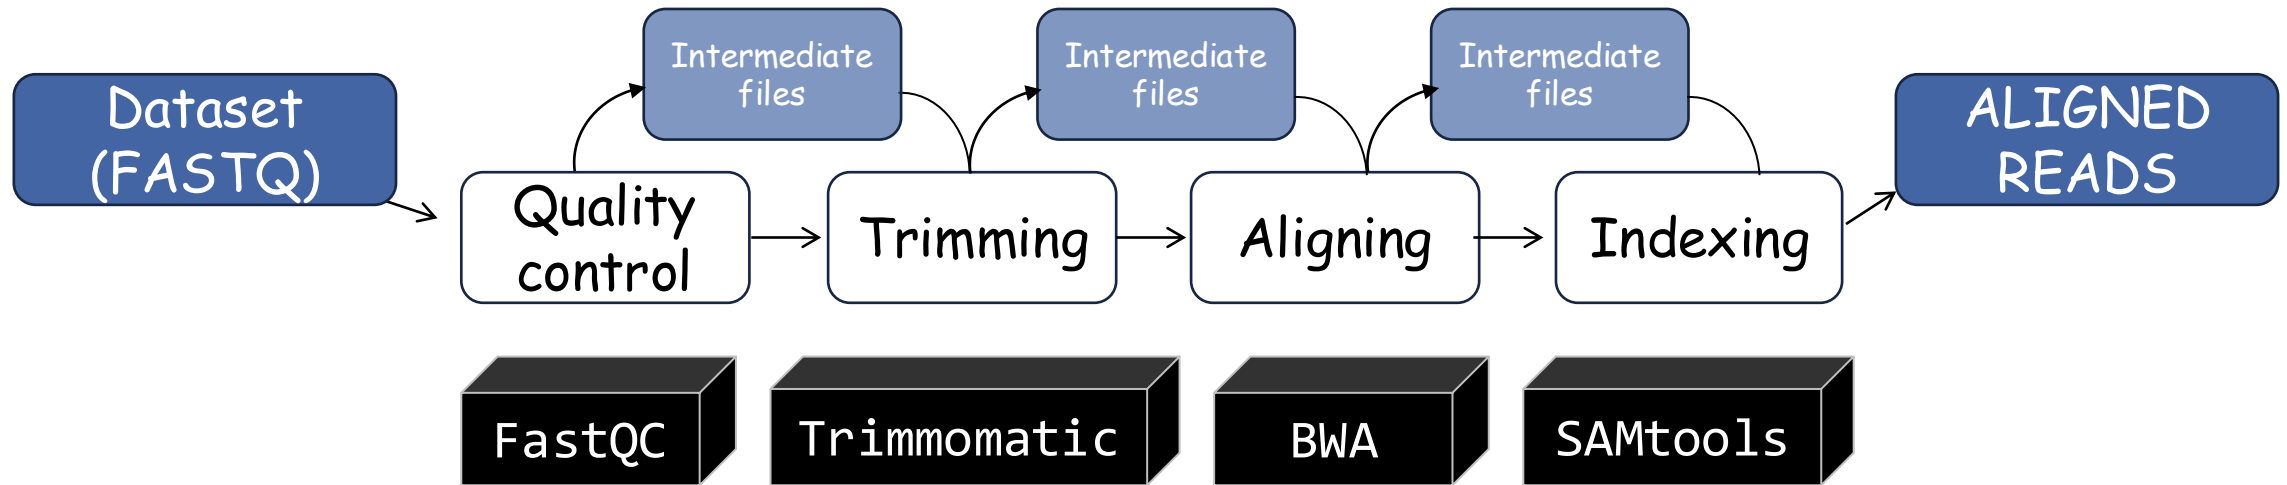 Intermediate
files
Intermediate
files
Intermediate
files
Dataset
(FASTQ)
ALIGNED
READS
Quality
control
Trimming
Aligning
Indexing
FastQC
Trimmomatic
BWA
SAMtools